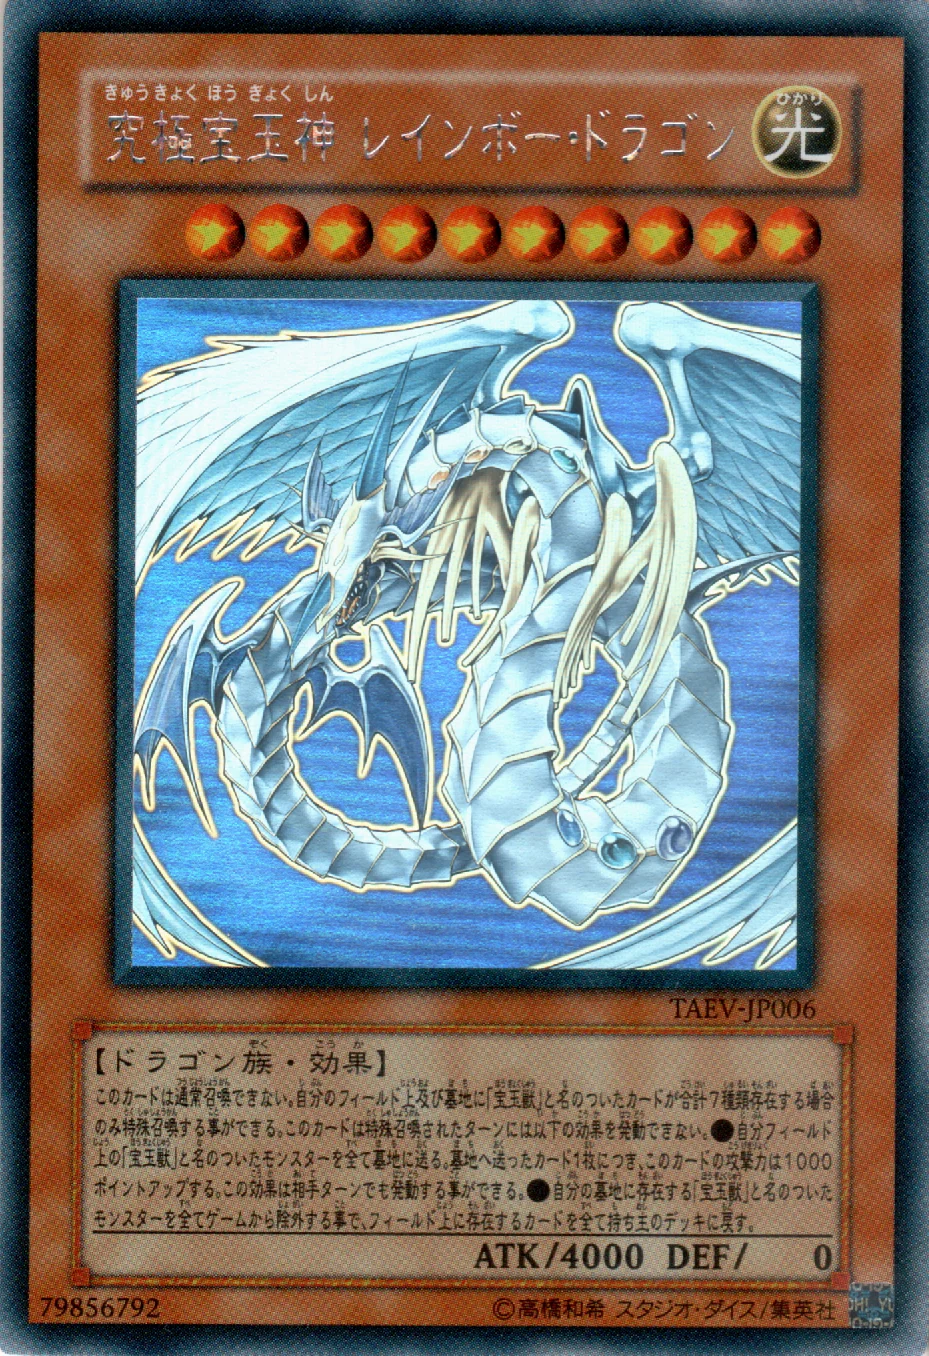 きゅうきょく ほう ぎょく しん
究極宝玉神 レインボー・ドラゴン
ひかり
光
TAEV-JP006
【ドラゴン族・効果】
このカードは通常召喚できない。自分のフィールド上及び墓地に「宝玉獣」と名のついたカードが合計7種類存在する場合
のみ特殊召喚する事ができる。このカードは特殊召喚されたターンには以下の効果を発動できない。●自分フィールド
上の「宝玉獣」と名のついたモンスターを全て墓地に送る。墓地へ送ったカード1枚につき、このカードの攻撃力は1000
ポイントアップする。この効果は相手ターンでも発動する事ができる。●自分の墓地に存在する「宝玉獣」と名のついた
モンスターを全てゲームから除外する事で、フィールド上に存在するカードを全て持ち主のデッキに戻す。
ATK/4000 DEF/ 0
79856792
©高橋和希 スタジオ・ダイス/集英社